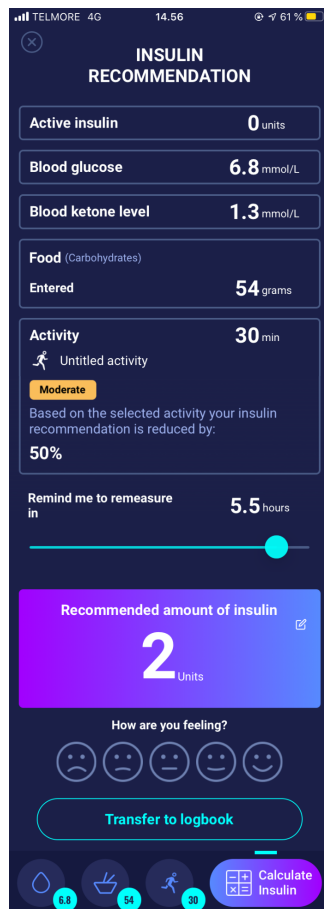 TELMORE 4G 14.56 61 %
INSULIN
RECOMMENDATION
Active insulin 0 units
Blood glucose 6.8 mmol/L
Blood ketone level 1.3 mmol/L
Food (Carbohydrates)
Entered 54 grams
Activity 30 min
Untitled activity
Moderate
Based on the selected activity your insulin
recommendation is reduced by:
50%
Remind me to remeasure
in 5.5 hours
Recommended amount of insulin
2 Units
How are you feeling?
Transfer to logbook
6.8 54 30 Calculate
Insulin